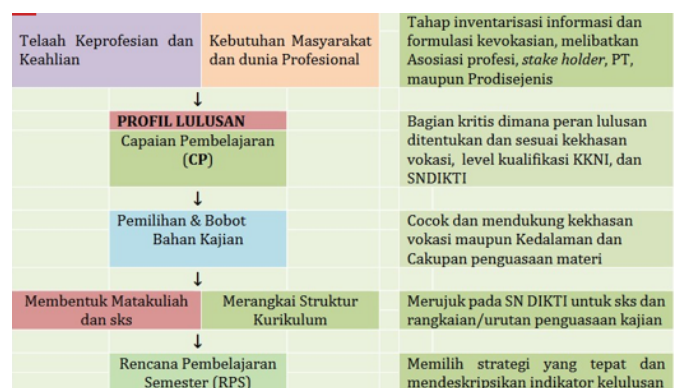 Telaah Keprofesian dan
Keahlian
Kebutuhan Masyarakat
dan dunia Profesional
Tahap inventarisasi informasi dan
formulasi kevokasian, melibatkan
Asosiasi profesi, stake holder, PT,
maupun Prodisejenis
↓
PROFIL LULUSAN
Capaian Pembelajaran
(CP)
Bagian kritis dimana peran lulusan
ditentukan dan sesuai kekhasan
vokasi, level kualifikasi KKNI, dan
SNDIKTI
↓
Pemilihan & Bobot
Bahan Kajian
Cocok dan mendukung kekhasan
vokasi maupun Kedalaman dan
Cakupan penguasaan materi
↓
Membentuk Matakuliah
dan sks
Merangkai Struktur
Kurikulum
Merujuk pada SN DIKTI untuk sks dan
rangkaian/urutan penguasaan kajian
↓
Rencana Pembelajaran
Semester (RPS)
Memilih strategi yang tepat dan
mendeskripsikan indikator kelulusan